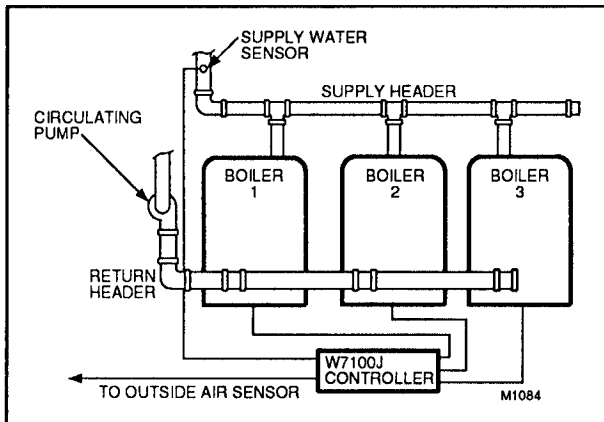 SUPPLY WATER
SENSOR
SUPPLY HEADER
CIRCULATING
PUMP
BOILER
1
BOILER
2
BOILER
3
RETURN
HEADER
W7100J
CONTROLLER
TO OUTSIDE AIR SENSOR
M1084